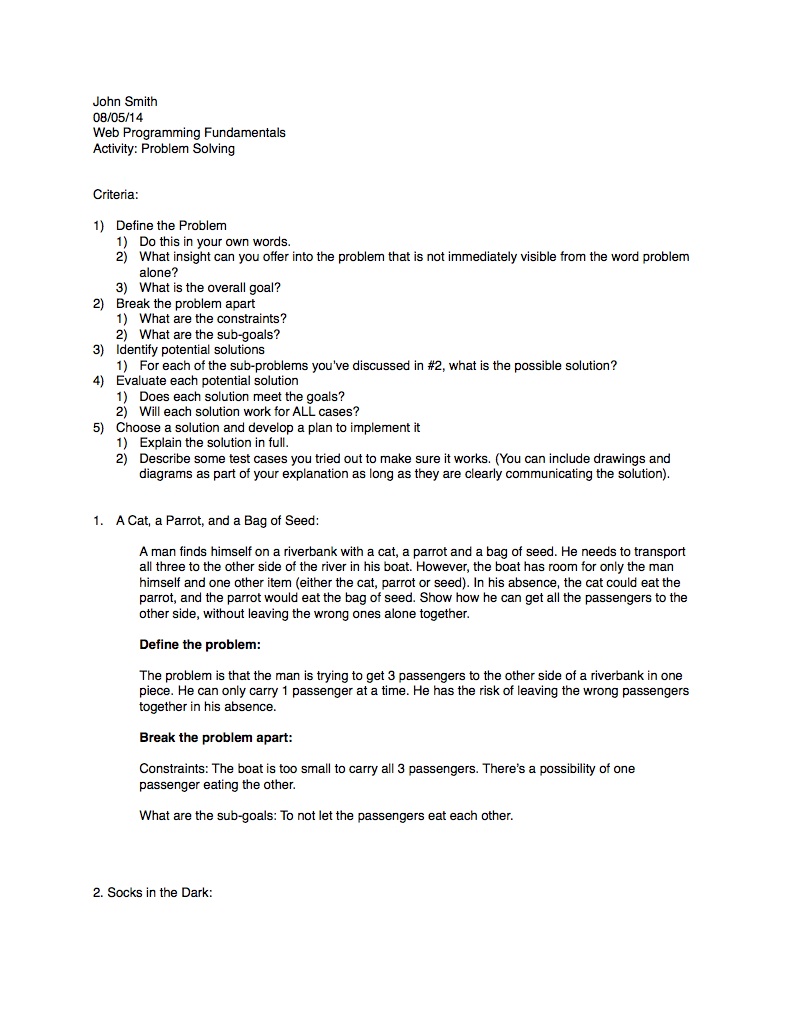 John Smith
08/05/14
Web Programming Fundamentals
Activity: Problem Solving
Criteria:
1) Define the Problem
1) Do this in your own words.
2) What insight can you offer into the problem that is not immediately visible from the word problem
alone?
3) What is the overall goal?
2) Break the problem apart
1) What are the constraints?
2) What are the sub-goals?
3) Identify potential solutions
1) For each of the sub-problems you've discussed in #2, what is the possible solution?
4) Evaluate each potential solution
1) Does each solution meet the goals?
2) Will each solution work for ALL cases?
5) Choose a solution and develop a plan to implement it
1) Explain the solution in full.
2) Describe some test cases you tried out to make sure it works. (You can include drawings and
diagrams as part of your explanation as long as they are clearly communicating the solution).
1. A Cat, a Parrot, and a Bag of Seed:
A man finds himself on a riverbank with a cat, a parrot and a bag of seed. He needs to transport
all three to the other side of the river in his boat. However, the boat has room for only the man
himself and one other item (either the cat, parrot or seed). In his absence, the cat could eat the
parrot, and the parrot would eat the bag of seed. Show how he can get all the passengers to the
other side, without leaving the wrong ones alone together.
Define the problem:
The problem is that the man is trying to get 3 passengers to the other side of a riverbank in one
piece. He can only carry 1 passenger at a time. He has the risk of leaving the wrong passengers
together in his absence.
Break the problem apart:
Constraints: The boat is too small to carry all 3 passengers. There's a possibility of one
passenger eating the other.
What are the sub-goals: To not let the passengers eat each other.
2. Socks in the Dark: